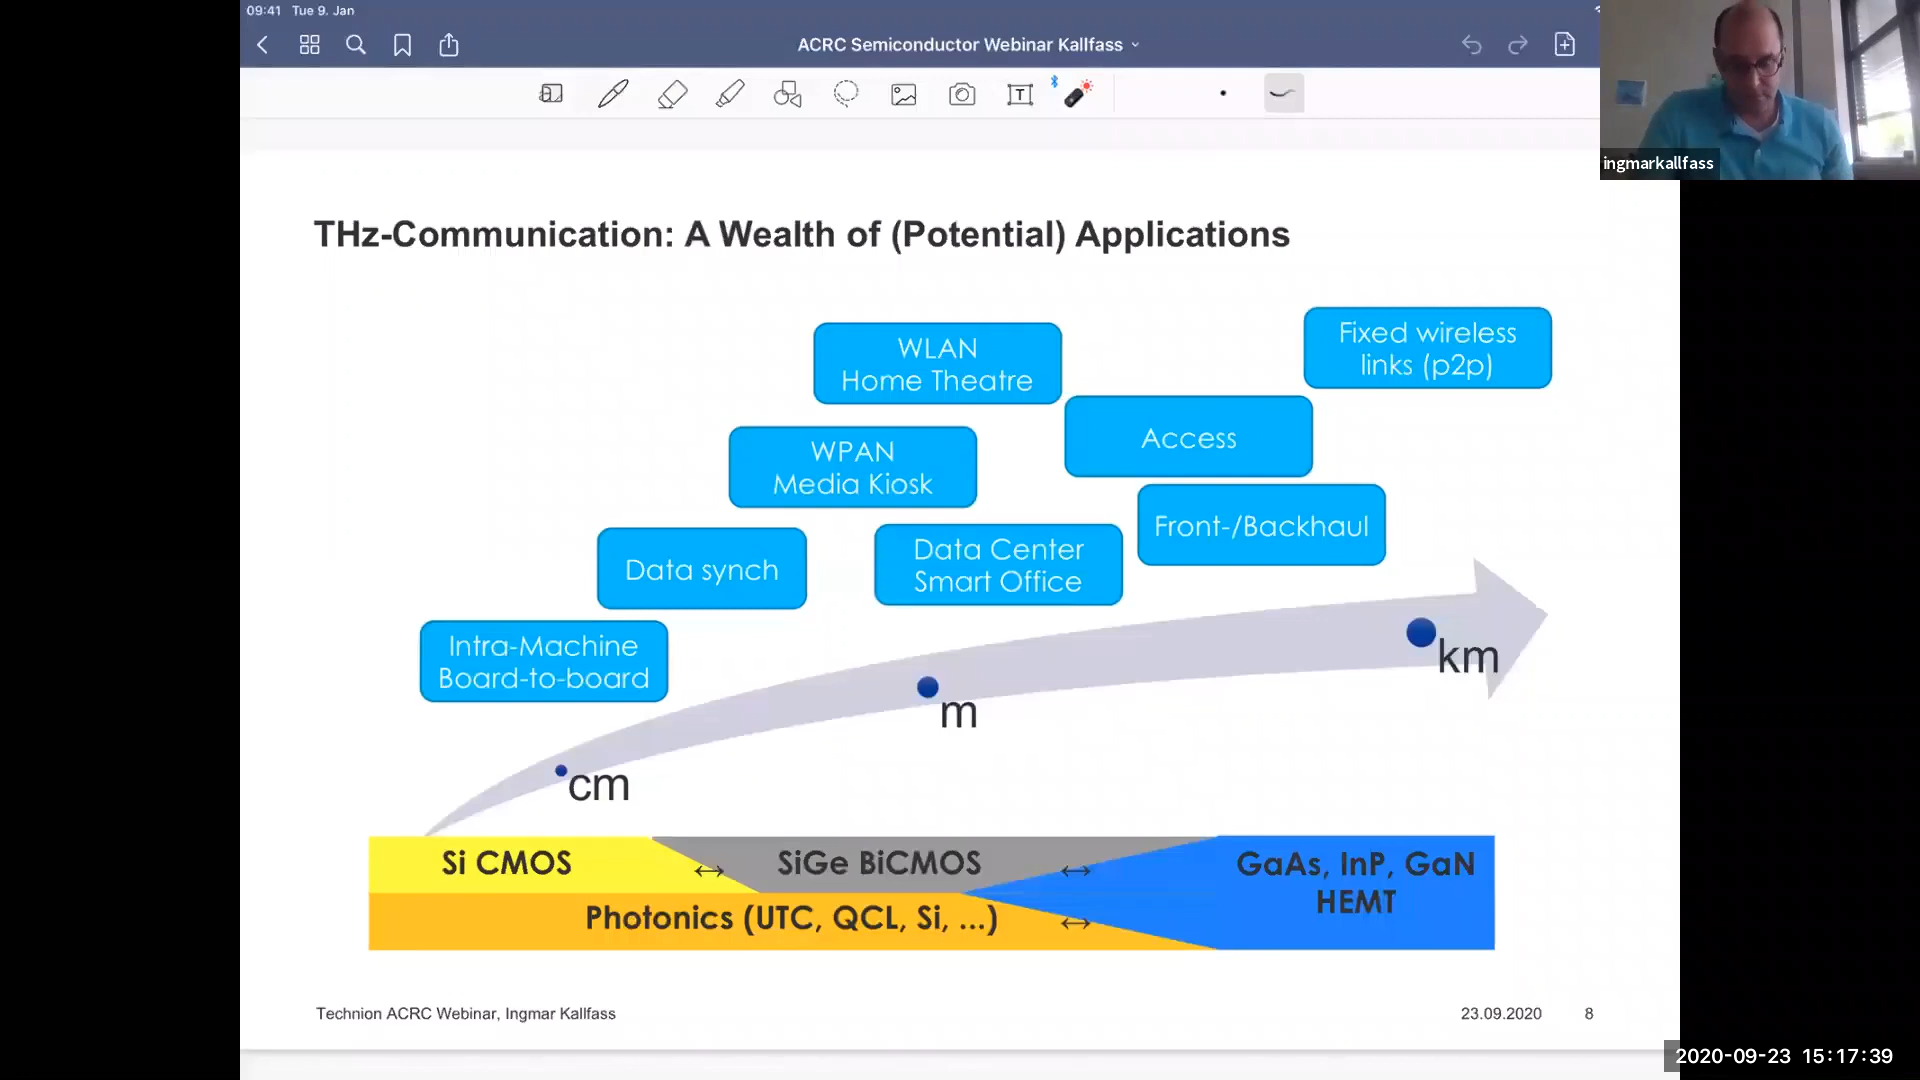 09:41 Tue 9. Jan
ACRC Semiconductor Webinar Kallfass
T
ingmarkallfass
THz-Communication: A Wealth of (Potential) Applications
Fixed wireless
links (p2p)
WLAN
Home Theatre
Access
WPAN
Media Kiosk
Front-/Backhaul
Data Center
Smart Office
Data synch
Intra-Machine
Board-to-board
km
m
cm
Si CMOS
SiGe BiCMOS
GaAs, InP, GaN
HEMT
Photonics (UTC, QCL, Si, ...)
Technion ACRC Webinar, Ingmar Kallfass
23.09.2020 8
2020-09-23 15:17:39